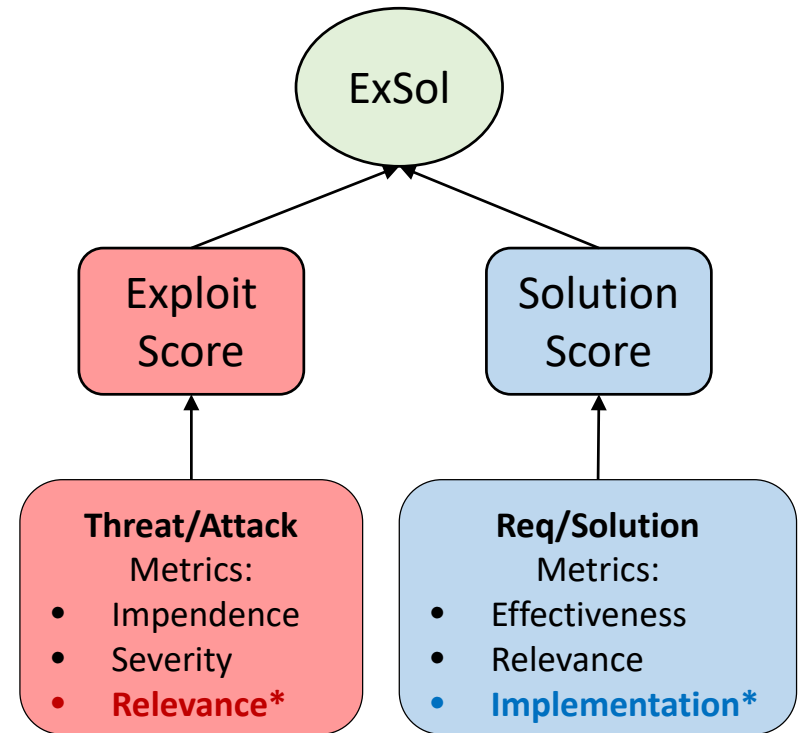 ExSol
Exploit
Score
Solution
Score
Threat/Attack
Metrics:
• Impendence
• Severity
• Relevance*
Req/Solution
Metrics:
• Effectiveness
• Relevance
• Implementation*